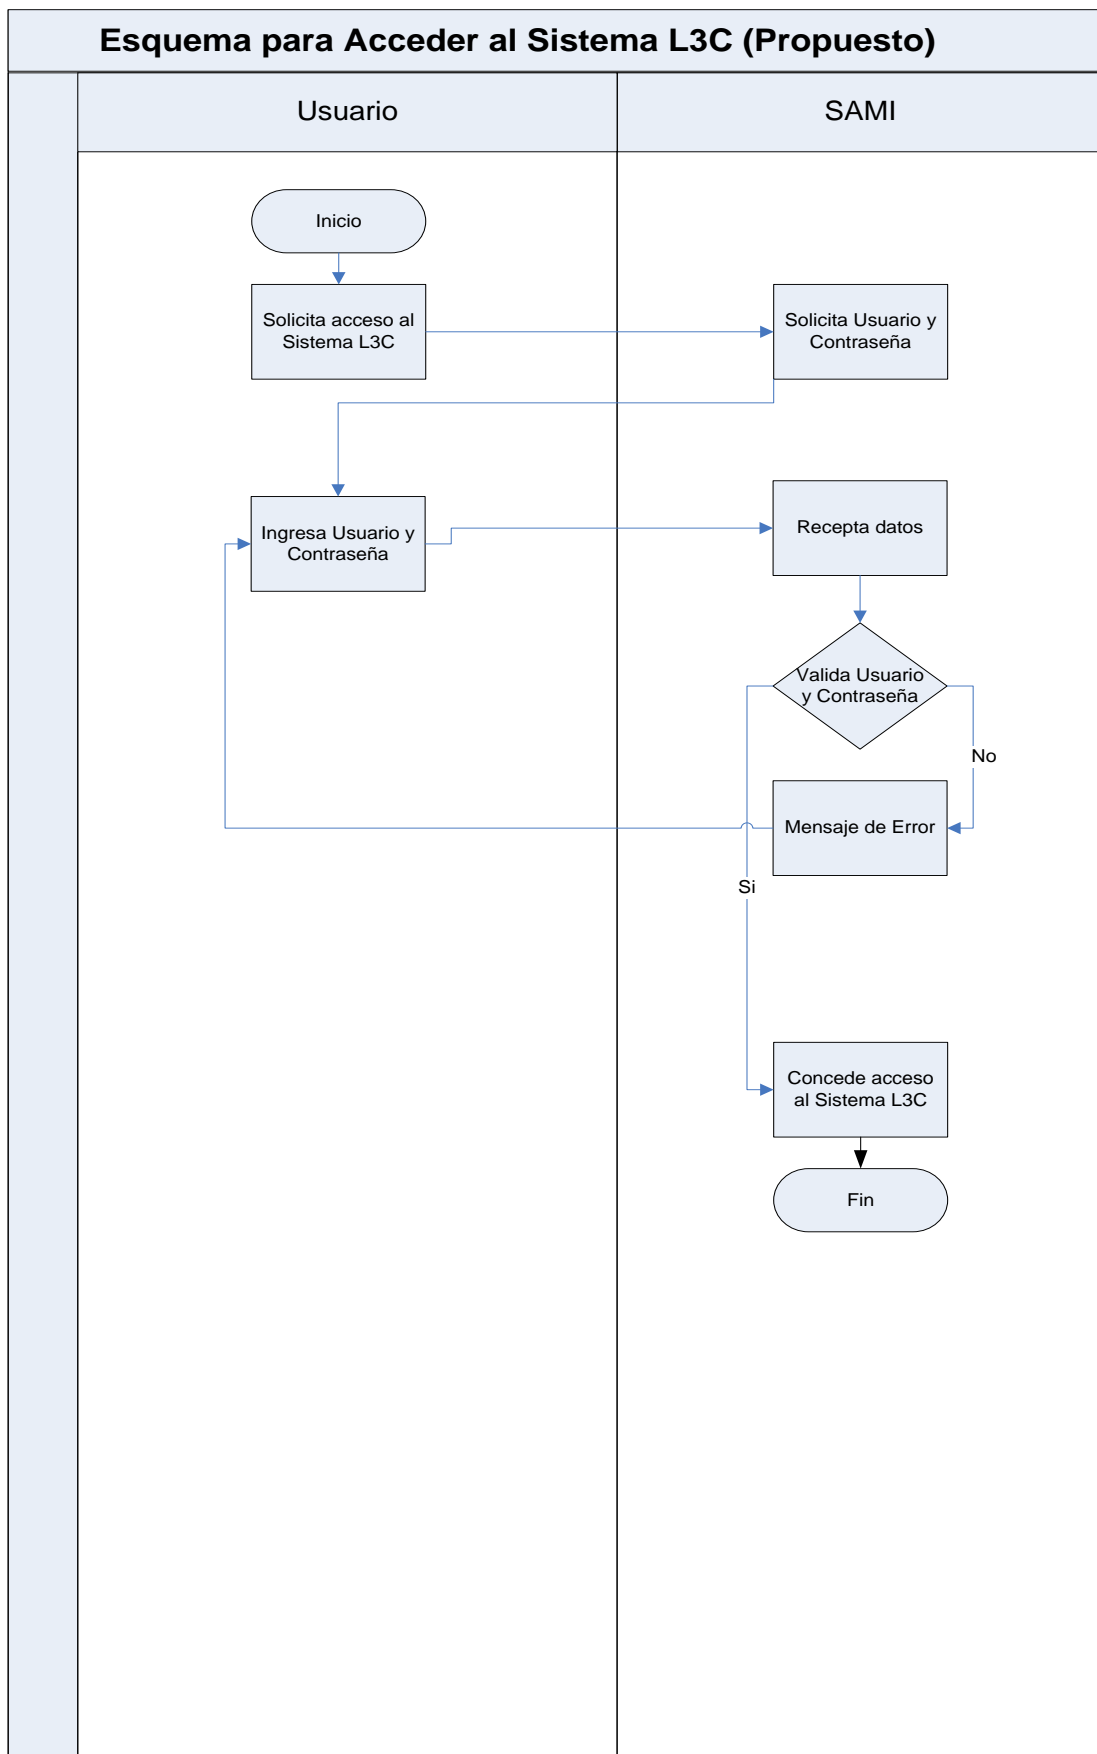 Esquema para Acceder al Sistema L3C (Propuesto)
Usuario
SAMI
Inicio
Solicita acceso al
Sistema L3C
Solicita Usuario y
Contraseña
Ingresa Usuario y
Contraseña
Recepta datos
Valida Usuario
y Contraseña
No
Mensaje de Error
Si
Concede acceso
al Sistema L3C
Fin